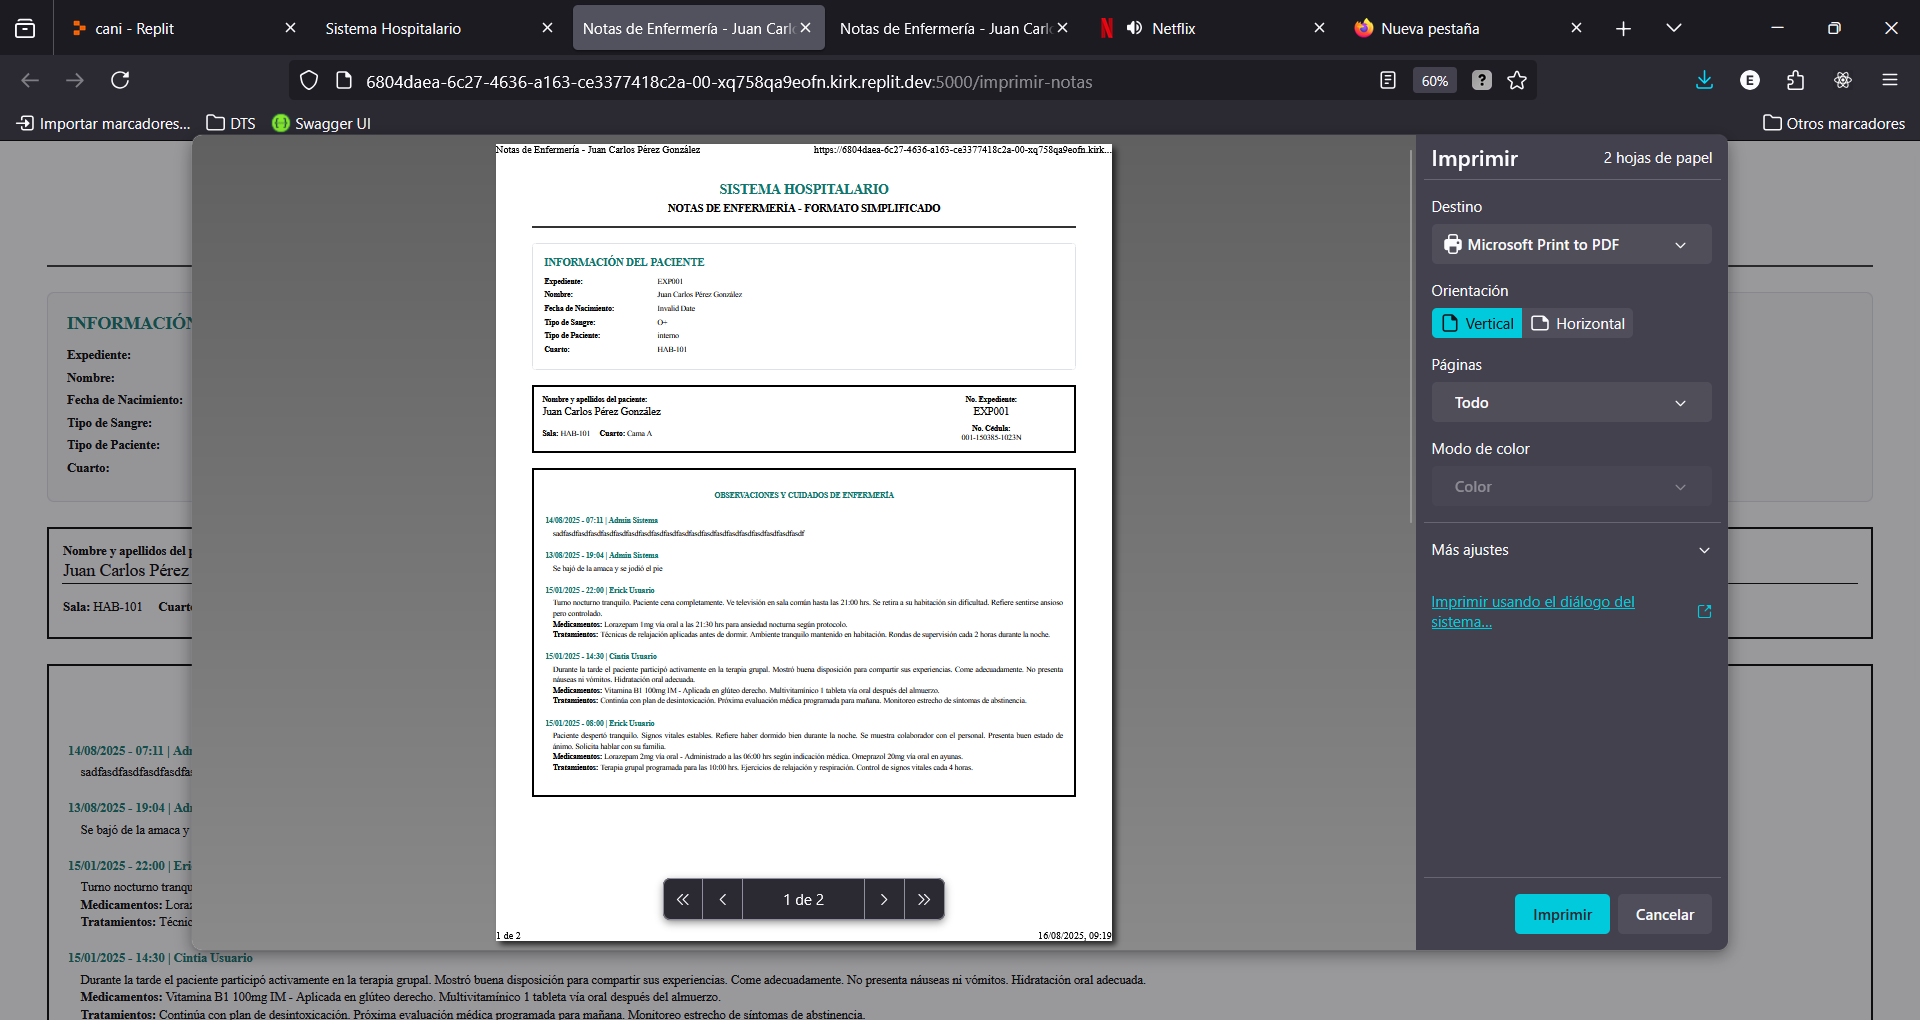 cani - Replit
Sistema Hospitalario
Notas de Enfermería - Juan Carlo
Notas de Enfermería - Juan Carlo
Netflix
Nueva pestaña
6804daea-6c27-4636-a163-ce3377418c2a-00-xq758qa9eofn.kirk.replit.dev:5000/imprimir-notas
60%
E
Importar marcadores...
DTS
Swagger UI
Otros marcadores
Notas de Enfermería - Juan Carlos Pérez González
https://6804daea-6c27-4636-a163-ce3377418c2a-00-xq758qa9eofn.kirk...
SISTEMA HOSPITALARIO
NOTAS DE ENFERMERÍA - FORMATO SIMPLIFICADO
INFORMACIÓN DEL PACIENTE
Expediente: EXP001
Nombre: Juan Carlos Pérez González
Fecha de Nacimiento: Invalid Date
Tipo de Sangre: O+
Tipo de Paciente: interno
Cuarto: HAB-101
Nombre y apellidos del paciente:
Juan Carlos Pérez González
Sala: HAB-101 Cuarto: Cama A
No. Expediente:
EXP001
No. Cédula:
001-150385-1023N
OBSERVACIONES Y CUIDADOS DE ENFERMERÍA
14/08/2025 - 07:11 | Admin Sistema
13/08/2025 - 19:04 | Admin Sistema
Se bajó de la amaca y se jodió el pie
15/01/2025 - 22:00 | Erick Usuario
Turno nocturno tranquilo. Paciente cena completamente. Ve televisión en sala común hasta las 21:00 hrs. Se retira a su habitación sin dificultad. Refiere sentirse ansioso
pero controlado.
Medicamentos: Lorazepam 1mg vía oral a las 21:30 hrs para ansiedad nocturna según protocolo.
Tratamientos: Técnicas de relajación aplicadas antes de dormir. Ambiente tranquilo mantenido en habitación. Rondas de supervisión cada 2 horas durante la noche.
15/01/2025 - 14:30 | Cintia Usuario
Durante la tarde el paciente participó activamente en la terapia grupal. Mostró buena disposición para compartir sus experiencias. Come adecuadamente. No presenta
náuseas ni vómitos. Hidratación oral adecuada.
Medicamentos: Vitamina B1 100mg IM - Aplicada en glúteo derecho. Multivitamínico 1 tableta vía oral después del almuerzo.
Tratamientos: Continúa con plan de desintoxicación. Próxima evaluación médica programada para mañana. Monitoreo estrecho de síntomas de abstinencia.
15/01/2025 - 08:00 | Erick Usuario
Paciente despertó tranquilo. Signos vitales estables. Refiere haber dormido bien durante la noche. Se muestra colaborador con el personal. Presenta buen estado de
ánimo. Solicita hablar con su familia.
Medicamentos: Lorazepam 2mg vía oral - Administrado a las 06:00 hrs según indicación médica. Omeprazol 20mg vía oral en ayunas.
Tratamientos: Terapia grupal programada para las 10:00 hrs. Ejercicios de relajación y respiración. Control de signos vitales cada 4 horas.
1 de 2
1 de 2
16/08/2025, 09:19
Imprimir
2 hojas de papel
Destino
Microsoft Print to PDF
Orientación
Vertical
Horizontal
Páginas
Todo
Modo de color
Color
Más ajustes
Imprimir usando el diálogo del
sistema...
Imprimir
Cancelar
INFORMACIÓN
Expediente:
Nombre:
Fecha de Nacimiento:
Tipo de Sangre:
Tipo de Paciente:
Cuarto:
Nombre y apellidos del p
Juan Carlos Pérez
Sala: HAB-101 Cuarto
14/08/2025 - 07:11 | Adm
sadfasdfasdfasdfasdfas
13/08/2025 - 19:04 | Adm
Se bajó de la amaca y
15/01/2025 - 22:00 | Eri
Turno nocturno tranqu
Medicamentos: Loraz
Tratamientos: Técnic
15/01/2025 - 14:30 | Cintia Usuario
Durante la tarde el paciente participó activamente en la terapia grupal. Mostró buena disposición para compartir sus experiencias. Come adecuadamente. No presenta náuseas ni vómitos. Hidratación oral adecuada.
Medicamentos: Vitamina B1 100mg IM - Aplicada en glúteo derecho. Multivitamínico 1 tableta vía oral después del almuerzo.
Tratamientos: Continúa con plan de desintoxicación. Próxima evaluación médica programada para mañana. Monitoreo estrecho de síntomas de abstinencia.